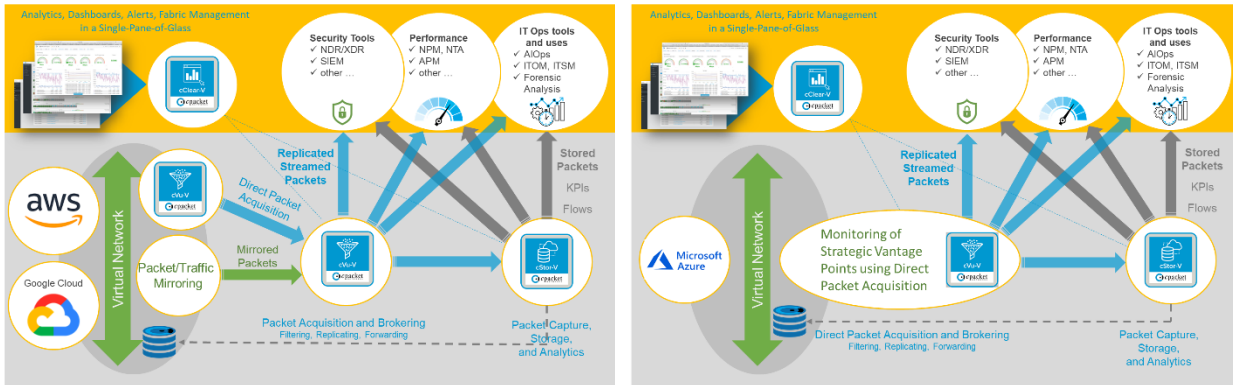 Analytics, Dashboards, Alerts, Fabric Management
in a Single-Pane-of-Glass
cClear-V
cpacket
Security Tools
✓ NDR/XDR
✓ SIEM
✓ other ...
Performance
✓ NPM, NTA
✓ APM
✓ other ...
IT Ops tools
and uses
✓ AIOps
✓ ITOM, ITSM
✓ Forensic
Analysis
aws
Google Cloud
Virtual Network
cVu-V
cpacket
Direct Packet
Acquisition
Packet/Traffic
Mirroring
Mirrored
Packets
Replicated
Streamed
Packets
cVu-V
cpacket
Stored
Packets
KPIs
Flows
cStor-V
cpacket
Packet Acquisition and Brokering
Filtering, Replicating, Forwarding
Packet Capture,
Storage,
and Analytics
Analytics, Dashboards, Alerts, Fabric Management
in a Single-Pane-of-Glass
cClear-V
cpacket
Security Tools
✓ NDR/XDR
✓ SIEM
✓ other ...
Performance
✓ NPM, NTA
✓ APM
✓ other ...
IT Ops tools
and uses
✓ AIOps
✓ ITOM, ITSM
✓ Forensic
Analysis
Microsoft
Azure
Virtual Network
Replicated
Streamed
Packets
Monitoring of
Strategic Vantage
Points using Direct
Packet Acquisition
cVu-V
cpacket
Stored
Packets
KPIs
Flows
cStor-V
cpacket
Direct Packet Acquisition and Brokering
Filtering, Replicating, Forwarding
Packet Capture,
Storage,
and Analytics